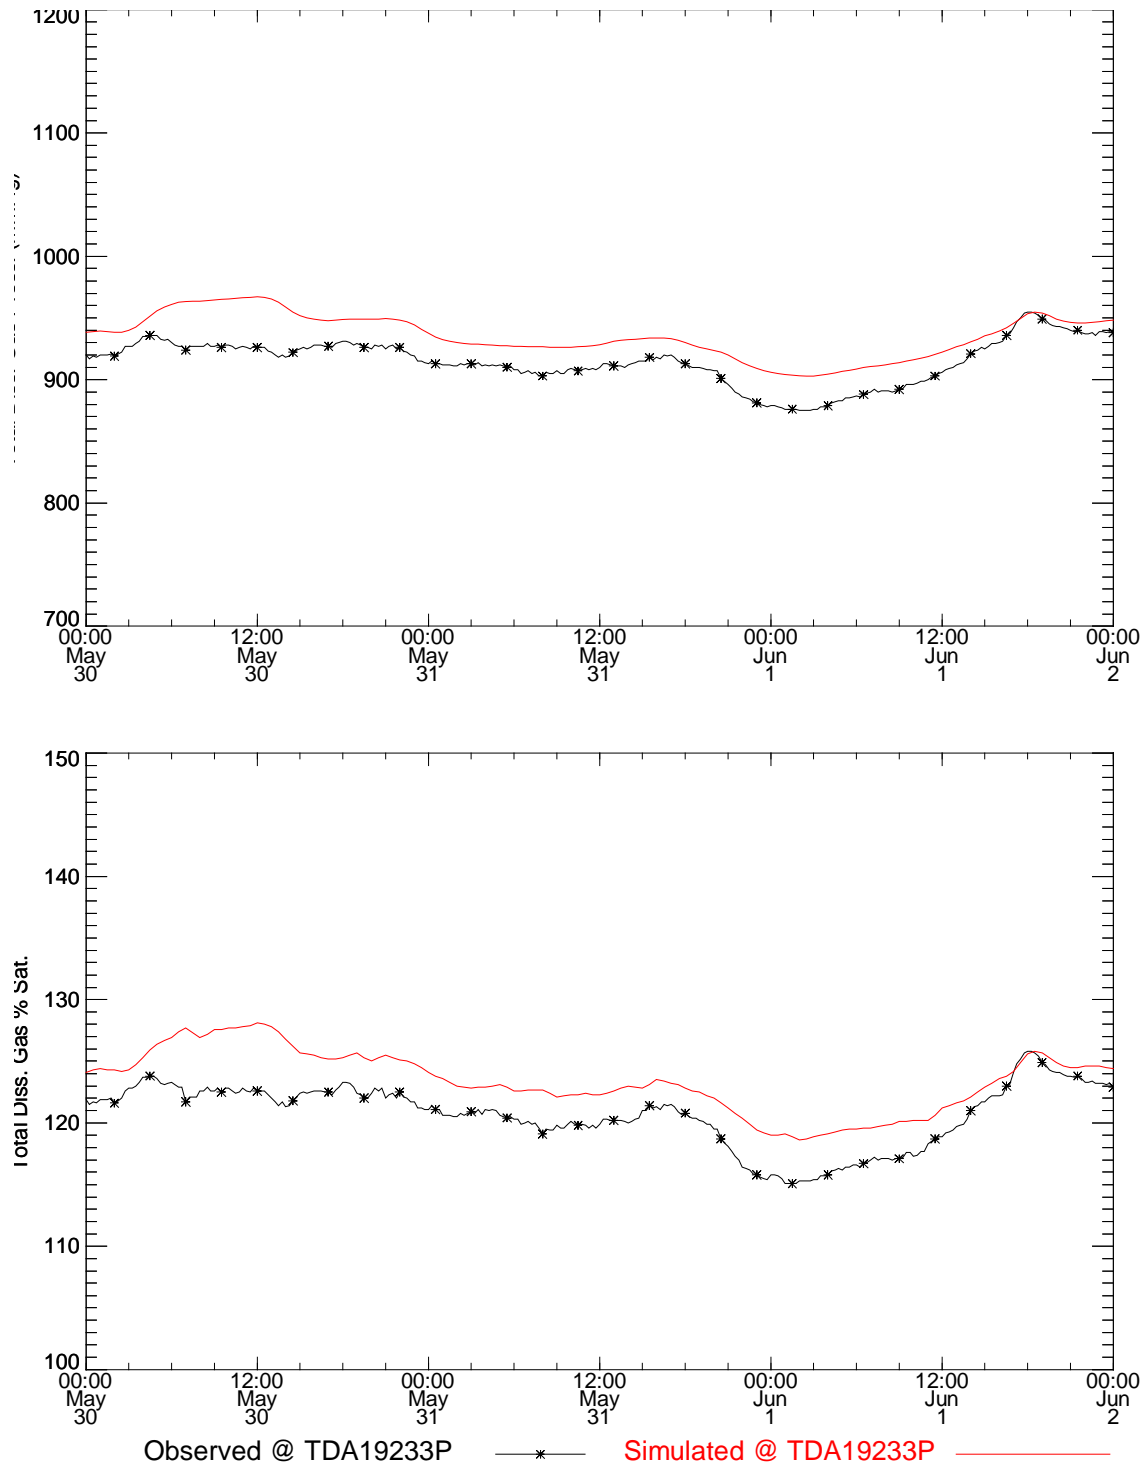 1200
1100
1000
900
800
700
00:00 12:00 00:00 12:00 00:00 12:00 00:00
May May May May Jun Jun Jun
30 30 31 31 1 1 2
150
140
130
120
110
100
Total Diss. Gas % Sat.
00:00 12:00 00:00 12:00 00:00 12:00 00:00
May May May May Jun Jun Jun
30 30 31 31 1 1 2
Observed @ TDA19233P Simulated @ TDA19233P